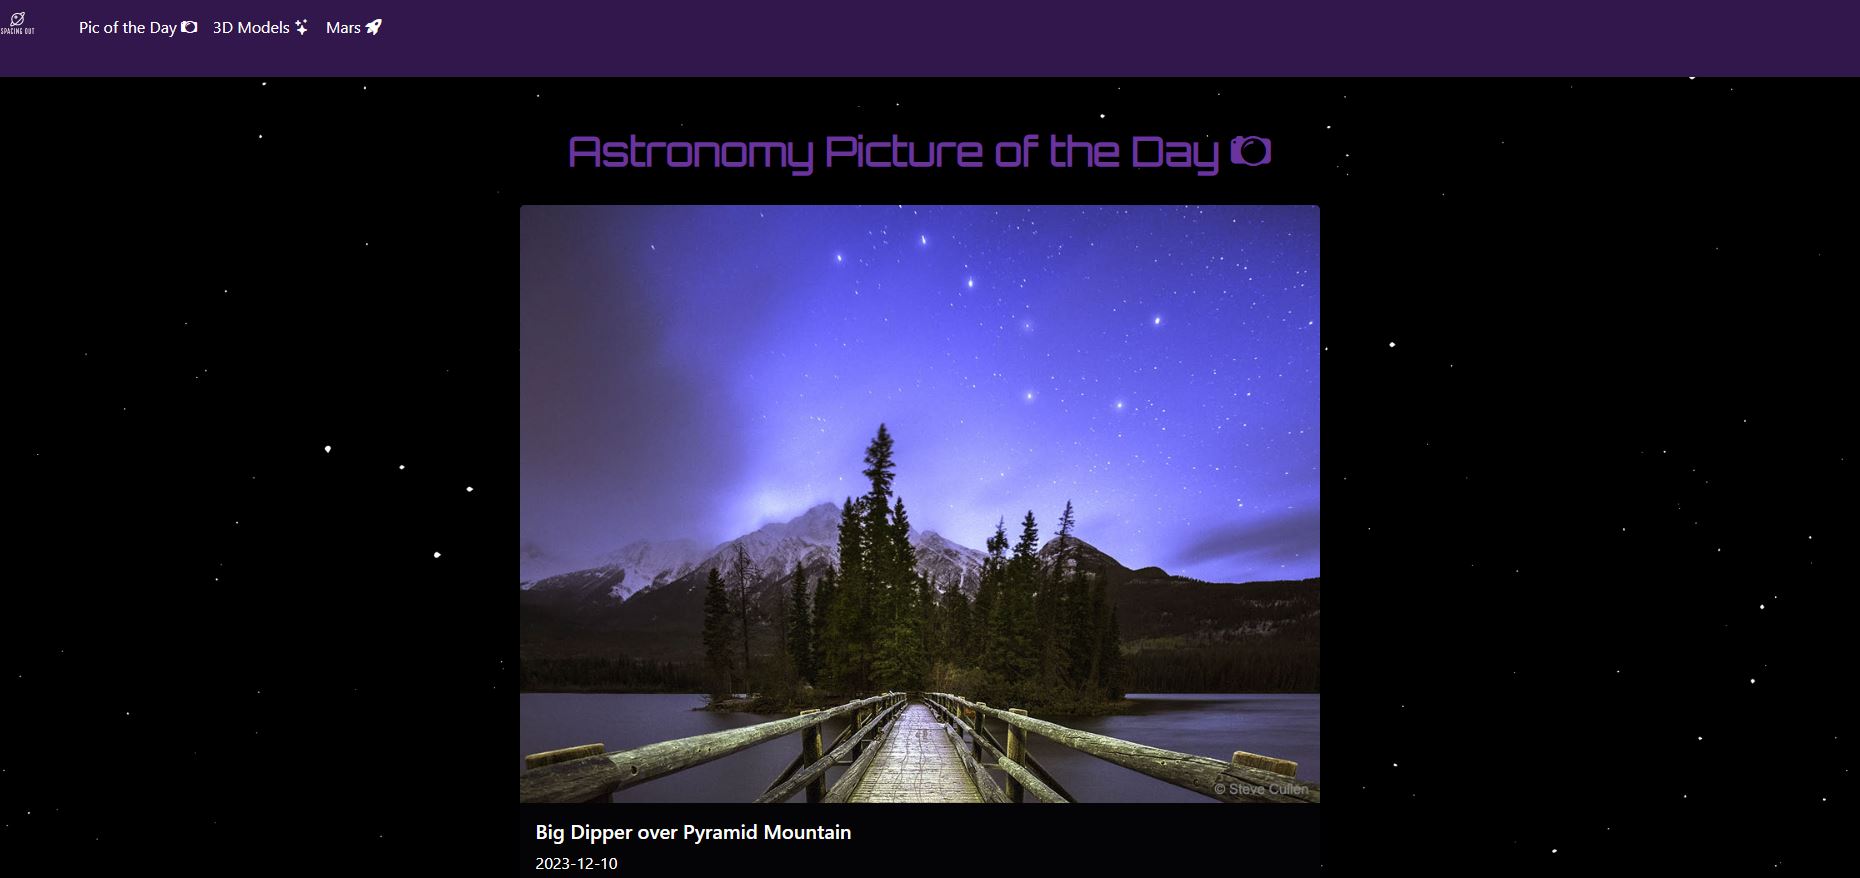 SPACING OUT
Pic of the Day 3D Models Mars
Astronomy Picture of the Day
© Steve Cullen
Big Dipper over Pyramid Mountain
2023-12-10